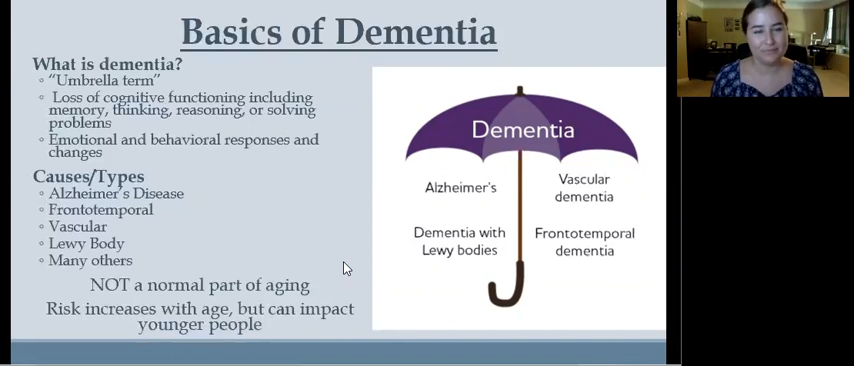 Basics of Dementia
What is dementia?
◦ "Umbrella term"
◦ Loss of cognitive functioning including
memory, thinking, reasoning, or solving
problems
◦ Emotional and behavioral responses and
changes
Causes/Types
◦ Alzheimer's Disease
◦ Frontotemporal
◦ Vascular
◦ Lewy Body
◦ Many others
NOT a normal part of aging
Risk increases with age, but can impact
younger people
Dementia
Alzheimer's
Vascular
dementia
Dementia with
Lewy bodies
Frontotemporal
dementia